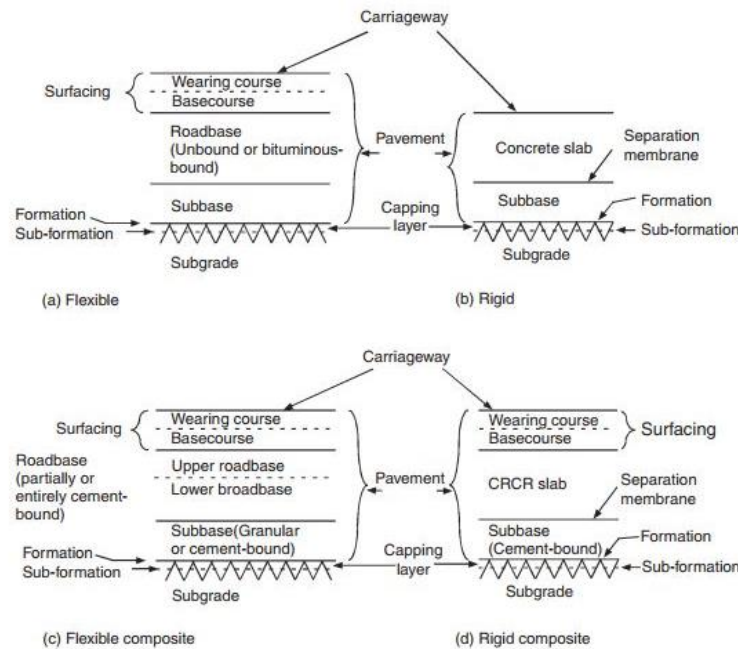 Carriageway
Surfacing
Wearing course
Basecourse
Roadbase
(Unbound or bituminous-
bound)
Subbase
Formation
Sub-formation
Subgrade
(a) Flexible
Pavement
Capping
layer
Concrete slab
Separation
membrane
Subbase
Formation
Sub-formation
Subgrade
(b) Rigid
Carriageway
Surfacing
Wearing course
Basecourse
Roadbase
(partially or
entirely cement-
bound)
Upper roadbase
Lower broadbase
Subbase(Granular
or cement-bound)
Formation
Sub-formation
Subgrade
(c) Flexible composite
Pavement
Capping
layer
Wearing course
Basecourse
Surfacing
CRCR slab
Separation
membrane
Subbase
(Cement-bound)
Formation
Sub-formation
Subgrade
(d) Rigid composite